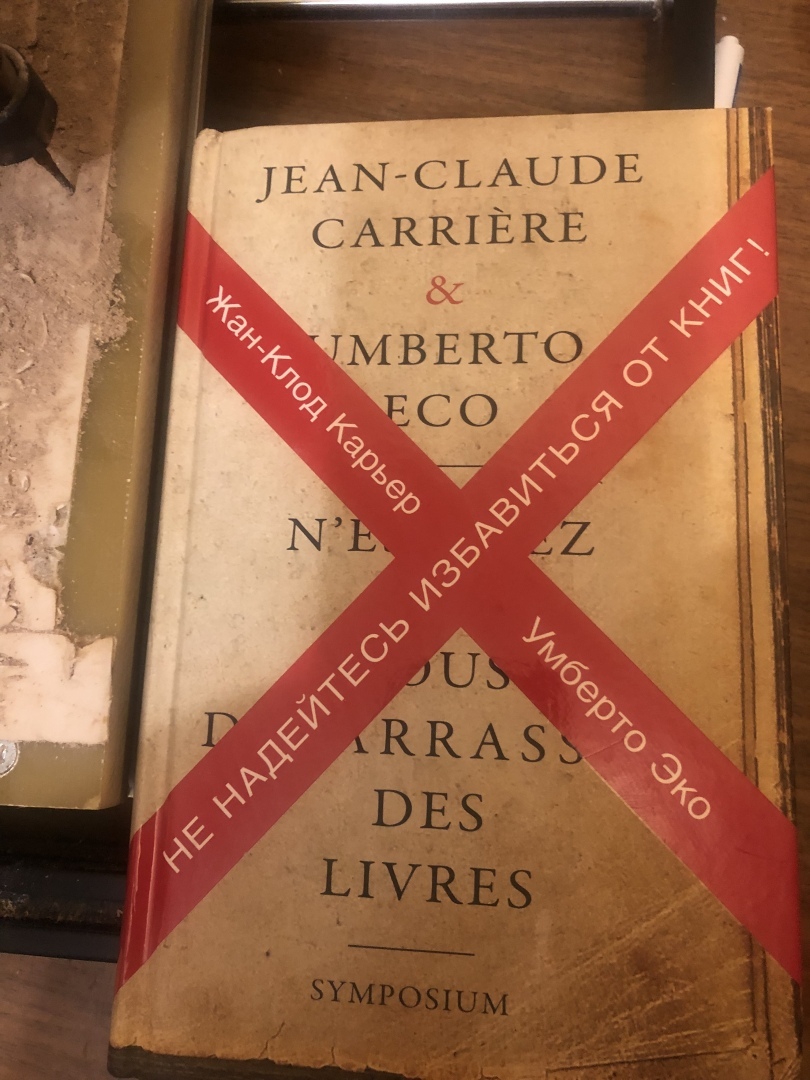 JEAN-CLAUDE
CARRIÈRE
&
UMBERTO
ECO
DES
LIVRES
SYMPOSIUM
Жан-Клод Карьер
Умберто Эко
НЕ НАДЕЙТЕСЬ ИЗБАВИТЬСЯ ОТ КНИГ!